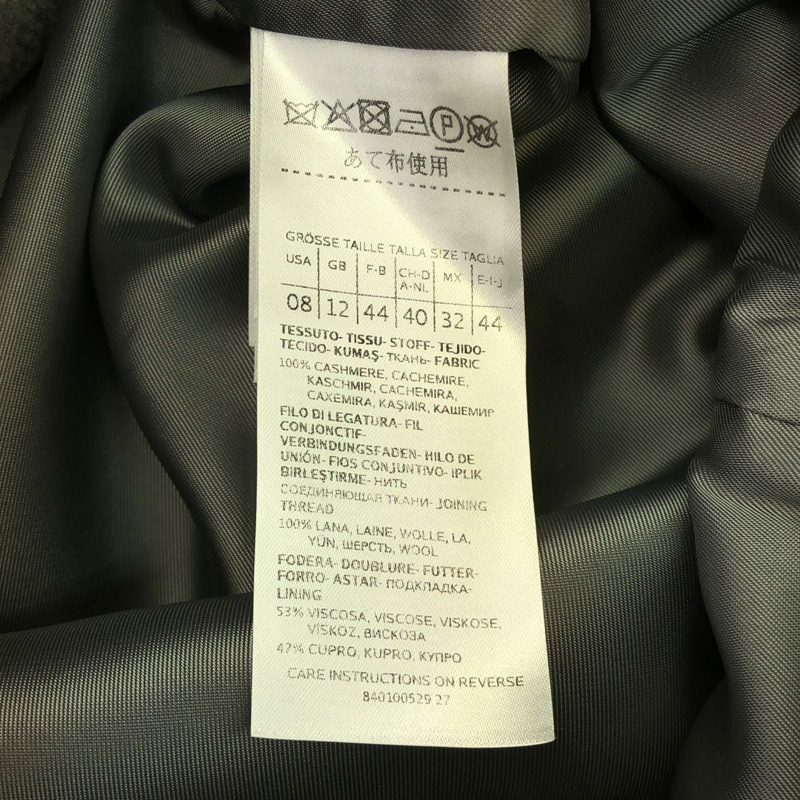 P W
あて布使用
GRÖSSE TAILLE TALLA SIZE TAGLIA
USA GB F-B CH-D A-NL MX E-I-J
08 12 44 40 32 44
TESSUTO- TISSU- STOFF- TEJIDO-
TECIDO- KUMAŞ- ТКАНЬ- FABRIC
100% CASHMERE, CACHEMIRE,
KASCHMIR, CACHEMIRA,
CAXEMIRA, KAŞMIR, КАШЕМИР
FILO DI LEGATURA- FIL
CONJONCTIF-
VERBINDUNGSFADEN- HILO DE
UNIÓN- FIOS CONJUNTIVO- IPLIK
BIRLEŞTIRME- НИТЬ
СОЕДИНЯЮЩАЯ ТКАНИ- JOINING
THREAD
100% LANA, LAINE, WOLLE, LA,
YÜN, ШЕРСТЬ, WOOL
FODERA- DOUBLURE- FUTTER-
FORRO- ASTAR- ПОДКЛАДКА-
LINING
53% VISCOSA, VISCOSE, VISKOSE,
VİSKOZ, ВИСКОЗА
47% CUPRO, KUPRO, КУПРО
CARE INSTRUCTIONS ON REVERSE
840100529 27